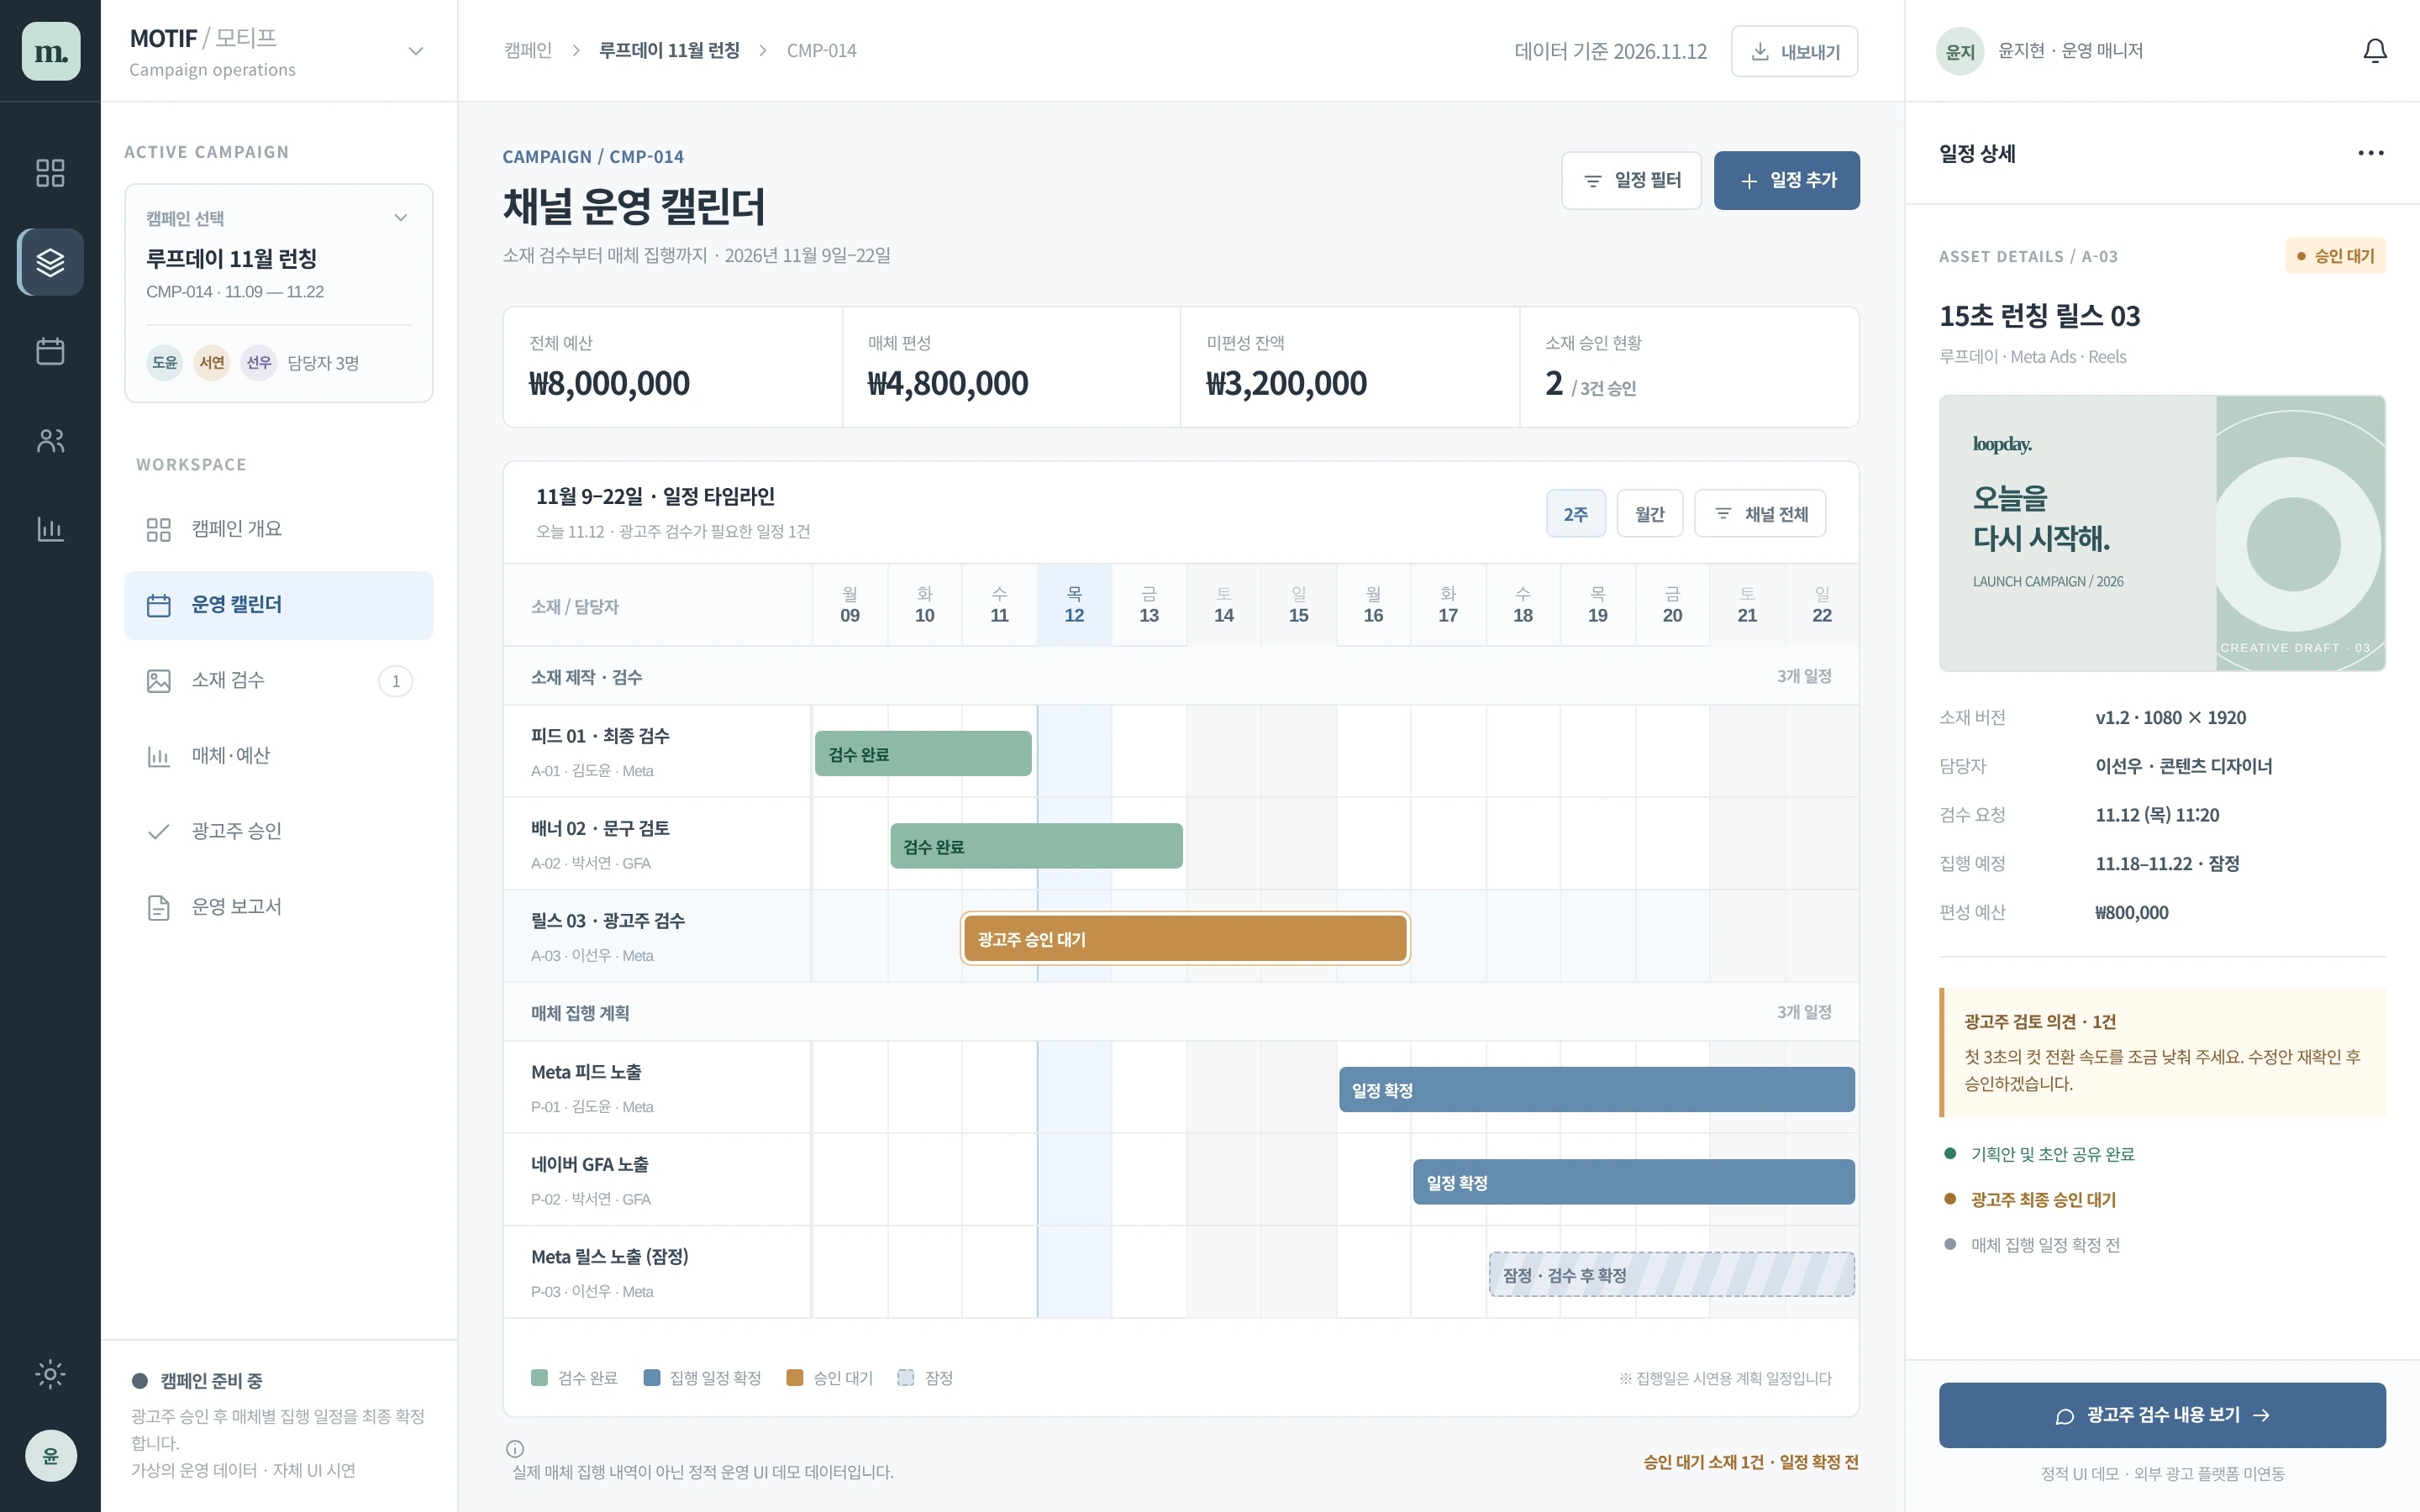 m.
MOTIF / 모티프
Campaign operations
ACTIVE CAMPAIGN
캠페인 선택
루프데이 11월 런칭
CMP-014 · 11.09 — 11.22
도윤 서연 선우 담당자 3명
WORKSPACE
캠페인 개요
운영 캘린더
소재 검수 1
매체·예산
광고주 승인
운영 보고서
캠페인 준비 중
광고주 승인 후 매체별 집행 일정을 최종 확정
합니다.
가상의 운영 데이터 · 자체 UI 시연
윤
캠페인 > 루프데이 11월 런칭 > CMP-014
데이터 기준 2026.11.12
내보내기
CAMPAIGN / CMP-014
채널 운영 캘린더
소재 검수부터 매체 집행까지 · 2026년 11월 9일–22일
일정 필터
일정 추가
전체 예산
₩8,000,000
매체 편성
₩4,800,000
미편성 잔액
₩3,200,000
소재 승인 현황
2 / 3건 승인
11월 9–22일 · 일정 타임라인
오늘 11.12 · 광고주 검수가 필요한 일정 1건
2주 월간 채널 전체
소재 / 담당자
월 화 수 목 금 토 일 월 화 수 목 금 토 일
09 10 11 12 13 14 15 16 17 18 19 20 21 22
소재 제작 · 검수 3개 일정
피드 01 · 최종 검수
A-01 · 김도윤 · Meta
검수 완료
배너 02 · 문구 검토
A-02 · 박서연 · GFA
검수 완료
릴스 03 · 광고주 검수
A-03 · 이선우 · Meta
광고주 승인 대기
매체 집행 계획 3개 일정
Meta 피드 노출
P-01 · 김도윤 · Meta
일정 확정
네이버 GFA 노출
P-02 · 박서연 · GFA
일정 확정
Meta 릴스 노출 (잠정)
P-03 · 이선우 · Meta
잠정 · 검수 후 확정
검수 완료 집행 일정 확정 승인 대기 잠정
※ 집행일은 시연용 계획 일정입니다
실제 매체 집행 내역이 아닌 정적 운영 UI 데모 데이터입니다.
승인 대기 소재 1건 · 일정 확정 전
윤지 윤지현 · 운영 매니저
일정 상세
ASSET DETAILS / A-03
승인 대기
15초 런칭 릴스 03
루프데이 · Meta Ads · Reels
loopday.
오늘을
다시 시작해.
LAUNCH CAMPAIGN / 2026
CREATIVE DRAFT · 03
소재 버전 v1.2 · 1080 × 1920
담당자 이선우 · 콘텐츠 디자이너
검수 요청 11.12 (목) 11:20
집행 예정 11.18–11.22 · 잠정
편성 예산 ₩800,000
광고주 검토 의견 · 1건
첫 3초의 컷 전환 속도를 조금 낮춰 주세요. 수정안 재확인 후
승인하겠습니다.
기획안 및 초안 공유 완료
광고주 최종 승인 대기
매체 집행 일정 확정 전
광고주 검수 내용 보기 →
정적 UI 데모 · 외부 광고 플랫폼 미연동